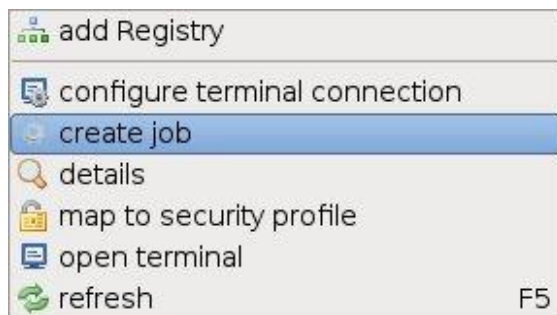 add Registry
configure terminal connection
create job
details
map to security profile
open terminal
refresh F5